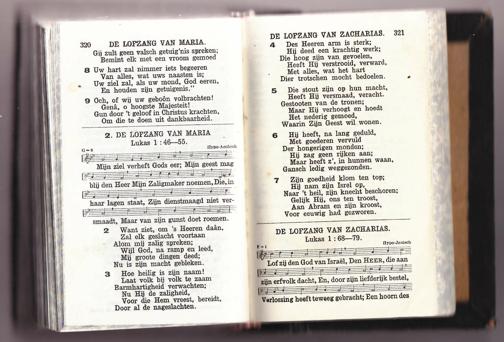 320 DE LOFZANG VAN MARIA.
Gij zult geen valsch getuig'nis spreken;
Bemint elk met een vroom gemoed
8 Uw hart zal nimmer iets begeeren
Van alles, wat uws naasten is;
Uw ziel zal, als uw mond, God eeren,
En houden zijn getuigenis."
9 Och, of wij uw geboôn volbrachten!
Genâ, o hoogste Majesteit!
Gun door 't geloof in Christus krachten,
Om die te doen uit dankbaarheid.
2. DE LOFZANG VAN MARIA
Lukas 1 : 46—55.
Mijn ziel verheft Gods eer; Mijn geest mag
blij den Heer Mijn Zaligmaker noemen, Die, in
haar lagen staat, Zijn dienstmaagd niet ver-
smaadt, Maar van zijn gunst doet roemen.
2 Want ziet, om 's Heeren daân,
Zal elk geslacht voortaan
Alom mij zalig spreken;
Wijl God, na ramp en leed,
Mij groote dingen deed;
Nu is zijn macht gebleken.
3 Hoe heilig is zijn naam!
Laat volk bij volk te zaam
Barmhartigheid verwachten;
Nu Hij de zaligheid,
Voor die Hem vreest, bereidt,
Door al de nageslachten.
DE LOFZANG VAN ZACHARIAS. 321
4 Des Heeren arm is sterk;
Hij deed een krachtig werk;
Die hoog zijn van gevoelen,
Heeft Hij verstrooid, verward,
Met alles, wat het hart
Dier trotschen mocht bedoelen.
5 Die stout zijn op hun macht,
Heeft Hij versmaad, veracht.
Gestooten van de tronen;
Maar Hij verhoogt en hoedt
Het nederig gemoed,
Waarin Zijn Geest wil wonen.
6 Hij heeft, na lang geduld,
Met goederen vervuld
Der hongerigen monden;
Hij zag geen rijken aan;
Maar heeft z', in hunnen waan,
Gansch ledig weggezonden.
7 Zijn goedheid klom ten top;
Hij nam zijn Isrel op,
Naar 't heil, zijn knecht beschoren;
Gelijk Hij, ons ten troost,
Aan Abram en zijn kroost,
Voor eeuwig had gezworen.
DE LOFZANG VAN ZACHARIAS.
Lukas 1 : 68—79.
Lof zij den God van Israël, Den HEER, die aan
zijn erfvolk dacht, En, door zijn liefderijk bestel,
Verlossing heeft teweeg gebracht; Een hoorn des